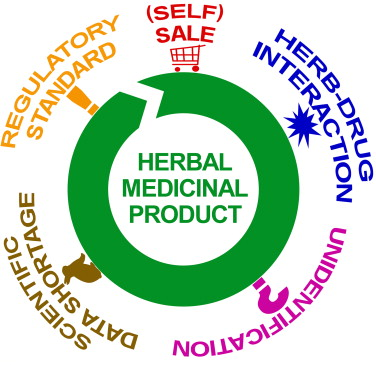 (SELF)
SALE
HERB-DRUG
INTERACTION
UNIDENTIFICATION
SCIENTIFIC
DATA SHORTAGE
REGULATORY
STANDARD
HERBAL
MEDICINAL
PRODUCT